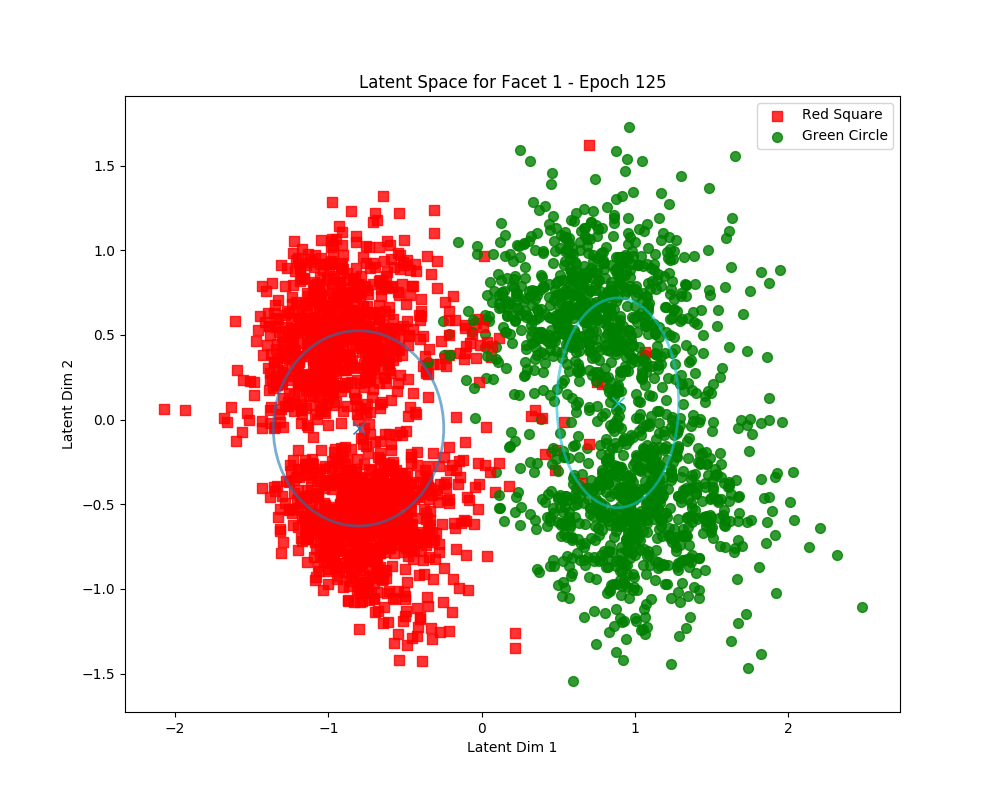 Latent Space for Facet 1 - Epoch 125
Red Square
Green Circle
Latent Dim 2
1.5
1.0
0.5
0.0
−0.5
−1.0
−1.5
−2
−1
0
1
2
Latent Dim 1